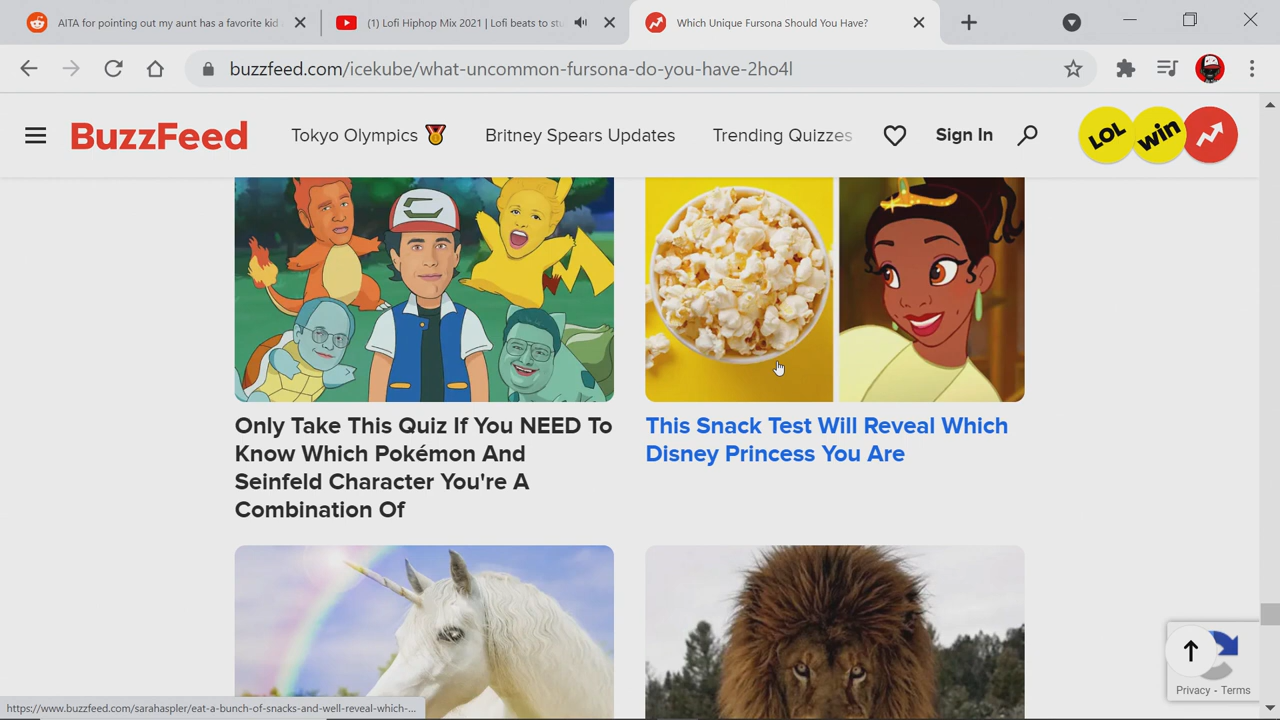 AITA for pointing out my aunt has a favorite kid
(1) Lofi Hiphop Mix 2021 | Lofi beats to stu
Which Unique Fursona Should You Have?
buzzfeed.com/icekube/what-uncommon-fursona-do-you-have-2ho4l
BuzzFeed
Tokyo Olympics
Britney Spears Updates
Trending Quizzes
Sign In
LOL
win
Only Take This Quiz If You NEED To
Know Which Pokémon And
Seinfeld Character You're A
Combination Of
This Snack Test Will Reveal Which
Disney Princess You Are
Privacy - Terms
https://www.buzzfeed.com/sarahaspler/eat-a-bunch-of-snacks-and-well-reveal-which-...